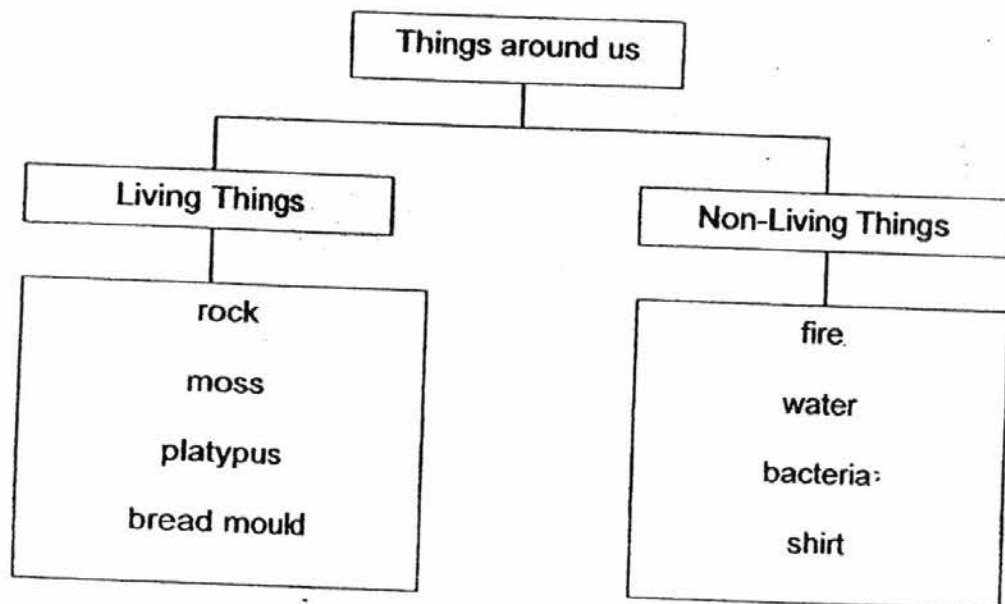 Things around us
Living Things
Non-Living Things
rock
moss
platypus
bread mould
fire
water
bacteria
shirt